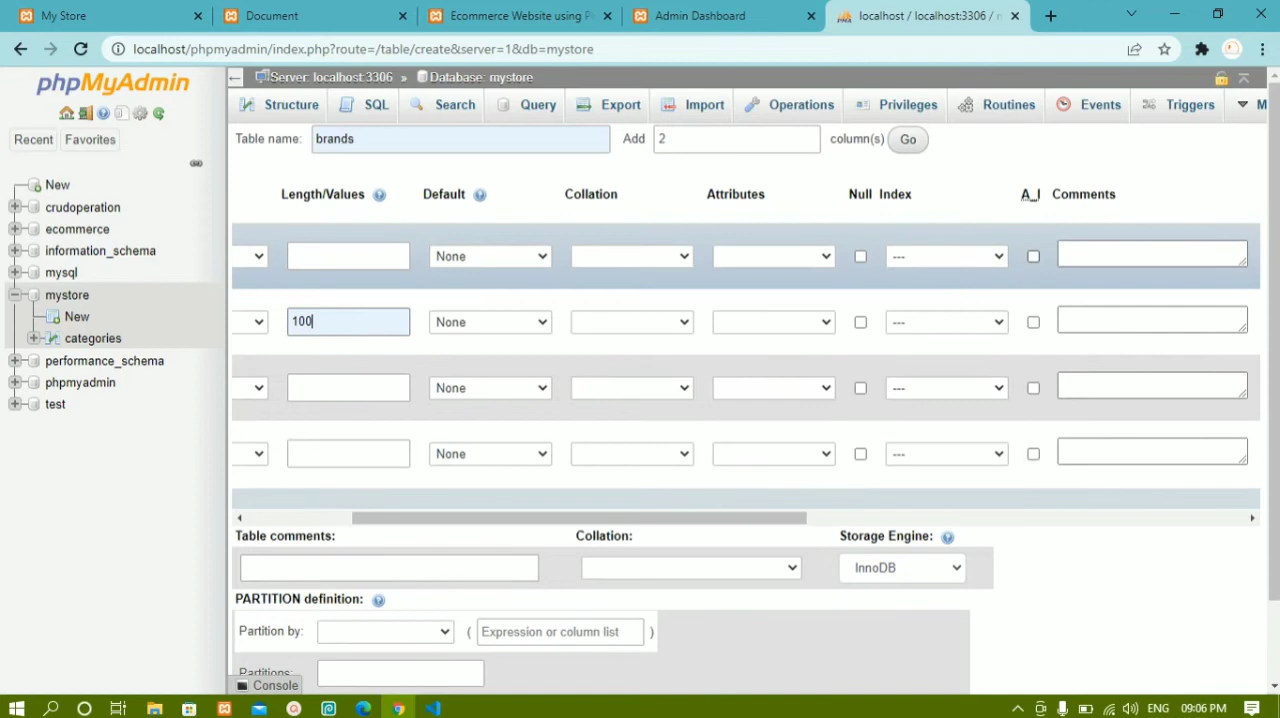 My Store
Document
Ecommerce Website using P
Admin Dashboard
localhost / localhost:3306 /
localhost/phpmyadmin/index.php?route=/table/create&server=1&db=mystore
phpMyAdmin
Recent Favorites
New
crudoperation
ecommerce
information_schema
mysql
mystore
New
categories
performance_schema
phpmyadmin
test
Server: localhost:3306 » Database: mystore
Structure SQL Search Query Export Import Operations Privileges Routines Events Triggers M
Table name: brands Add 2 column(s) Go
Length/Values Default Collation Attributes Null Index A_I Comments
None ---
100 None ---
None ---
None ---
Table comments: Collation: Storage Engine:
InnoDB
PARTITION definition:
Partition by: ( Expression or column list )
Partitions:
Console
ENG 09:06 PM